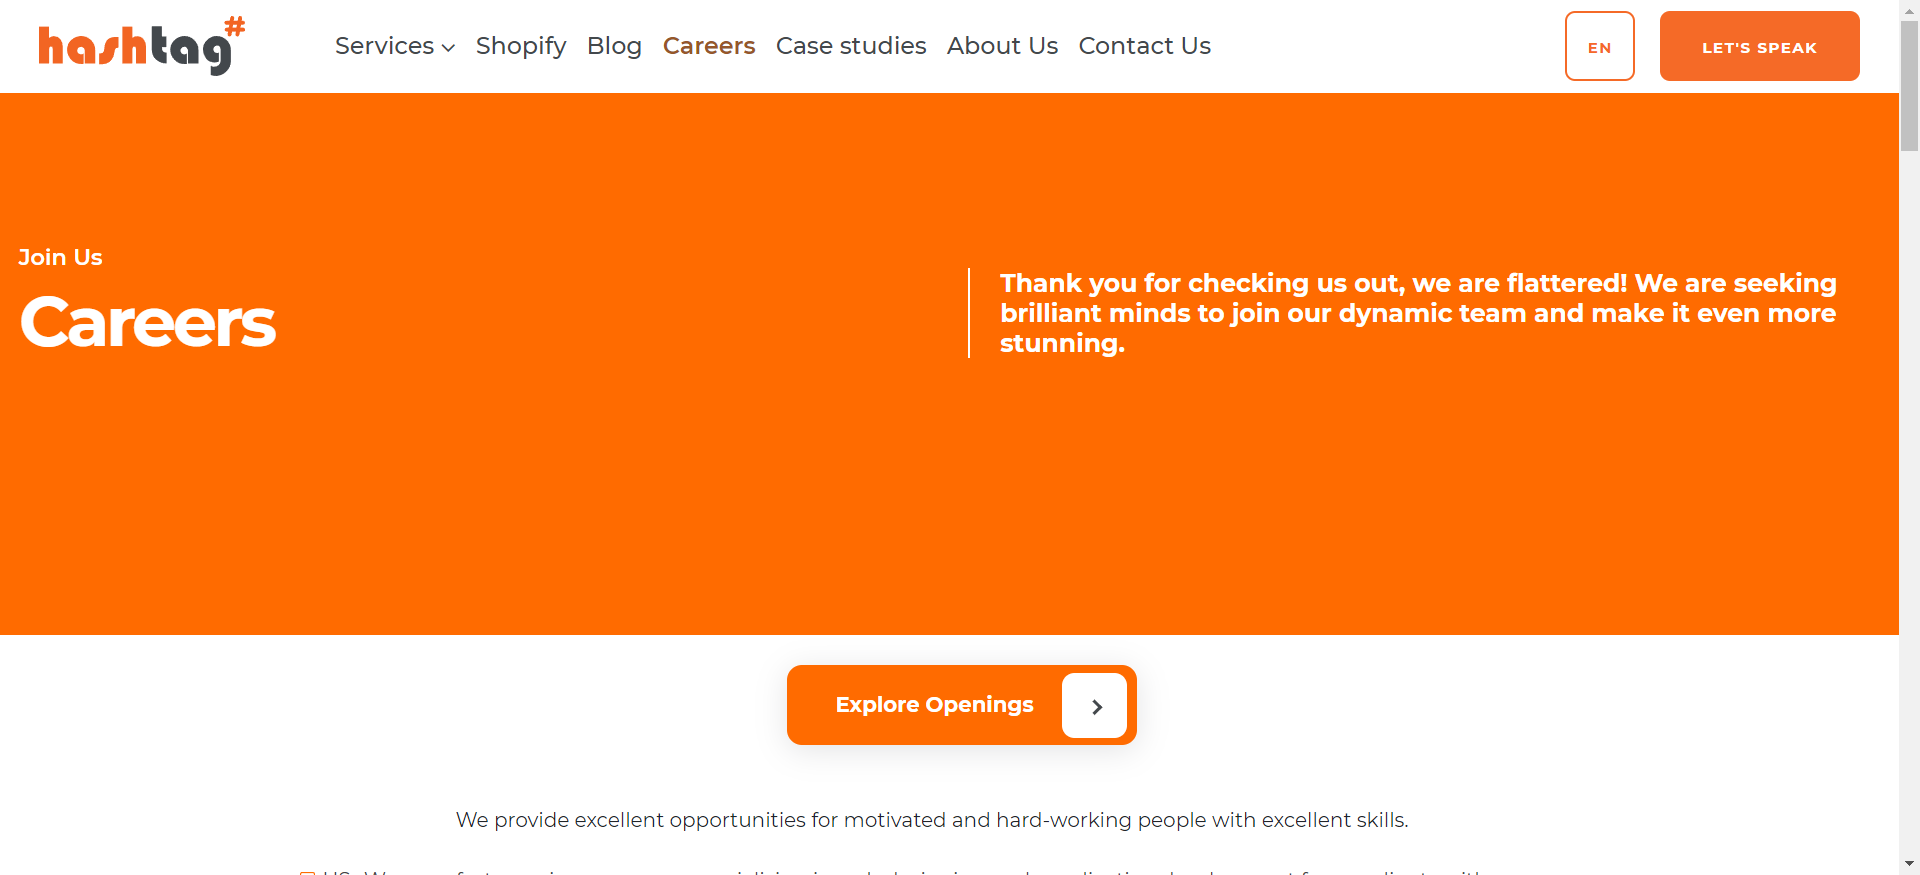 hashtag#
Services
Shopify
Blog
Careers
Case studies
About Us
Contact Us
EN
LET'S SPEAK
Join Us
Careers
Thank you for checking us out, we are flattered! We are seeking
brilliant minds to join our dynamic team and make it even more
stunning.
Explore Openings
We provide excellent opportunities for motivated and hard-working people with excellent skills.